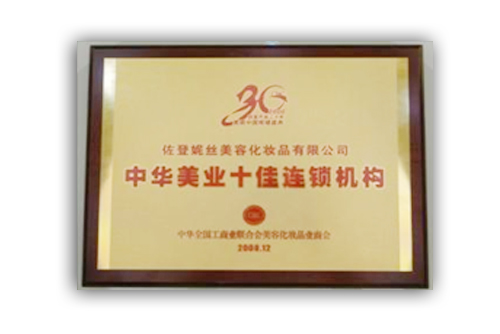 30
佐登妮丝美容化妆品有限公司
中华美业十佳连锁机构
中华全国工商业联合会美容化妆品业商会
2008.12